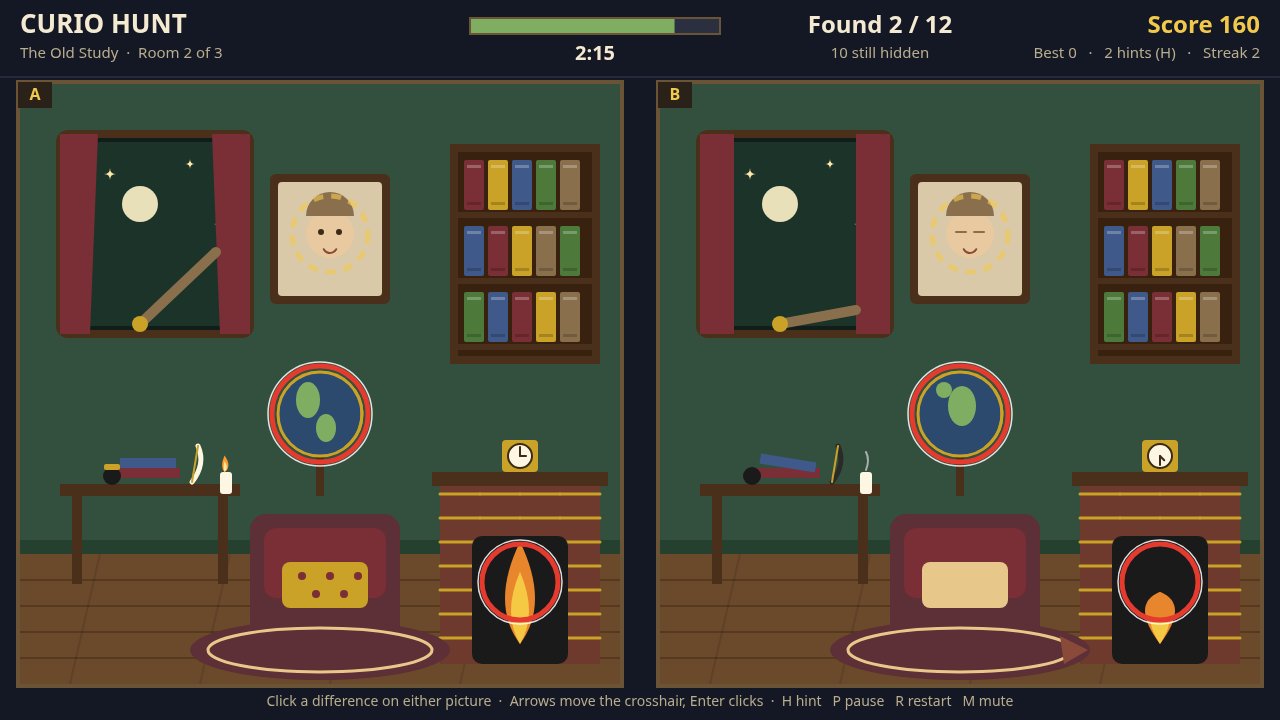 CURIO HUNT
The Old Study · Room 2 of 3
2:15
Found 2 / 12
10 still hidden
Score 160
Best 0 · 2 hints (H) · Streak 2
A
B
Click a difference on either picture · Arrows move the crosshair, Enter clicks · H hint P pause R restart M mute